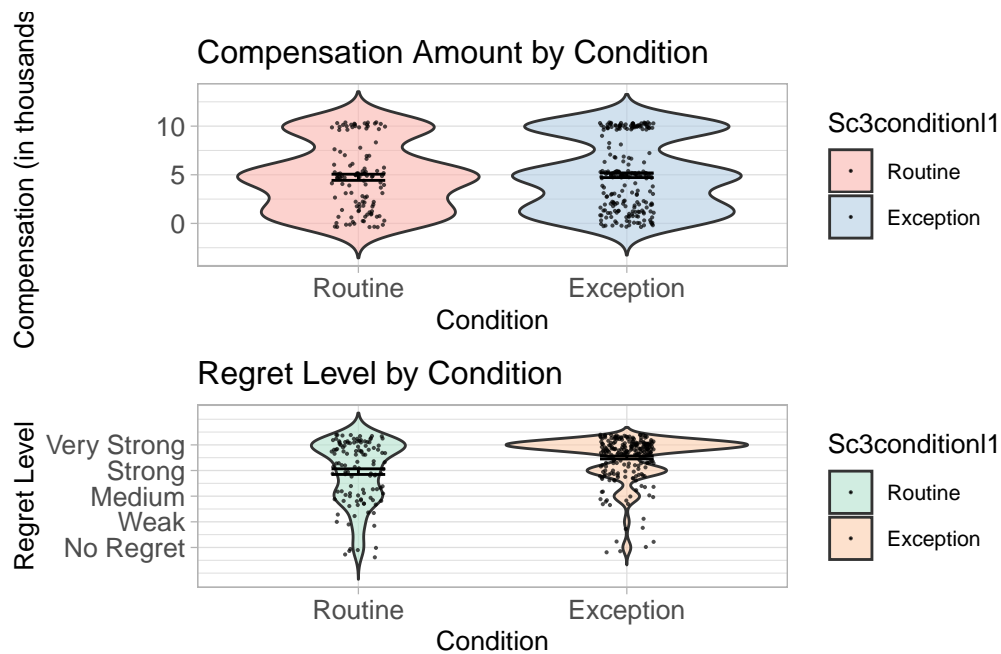 Compensation Amount by Condition
Compensation (in thousands
10
5
0
Routine
Exception
Condition
Sc3conditionl1
Routine
Exception
Regret Level by Condition
Regret Level
Very Strong
Strong
Medium
Weak
No Regret
Routine
Exception
Condition
Sc3conditionl1
Routine
Exception